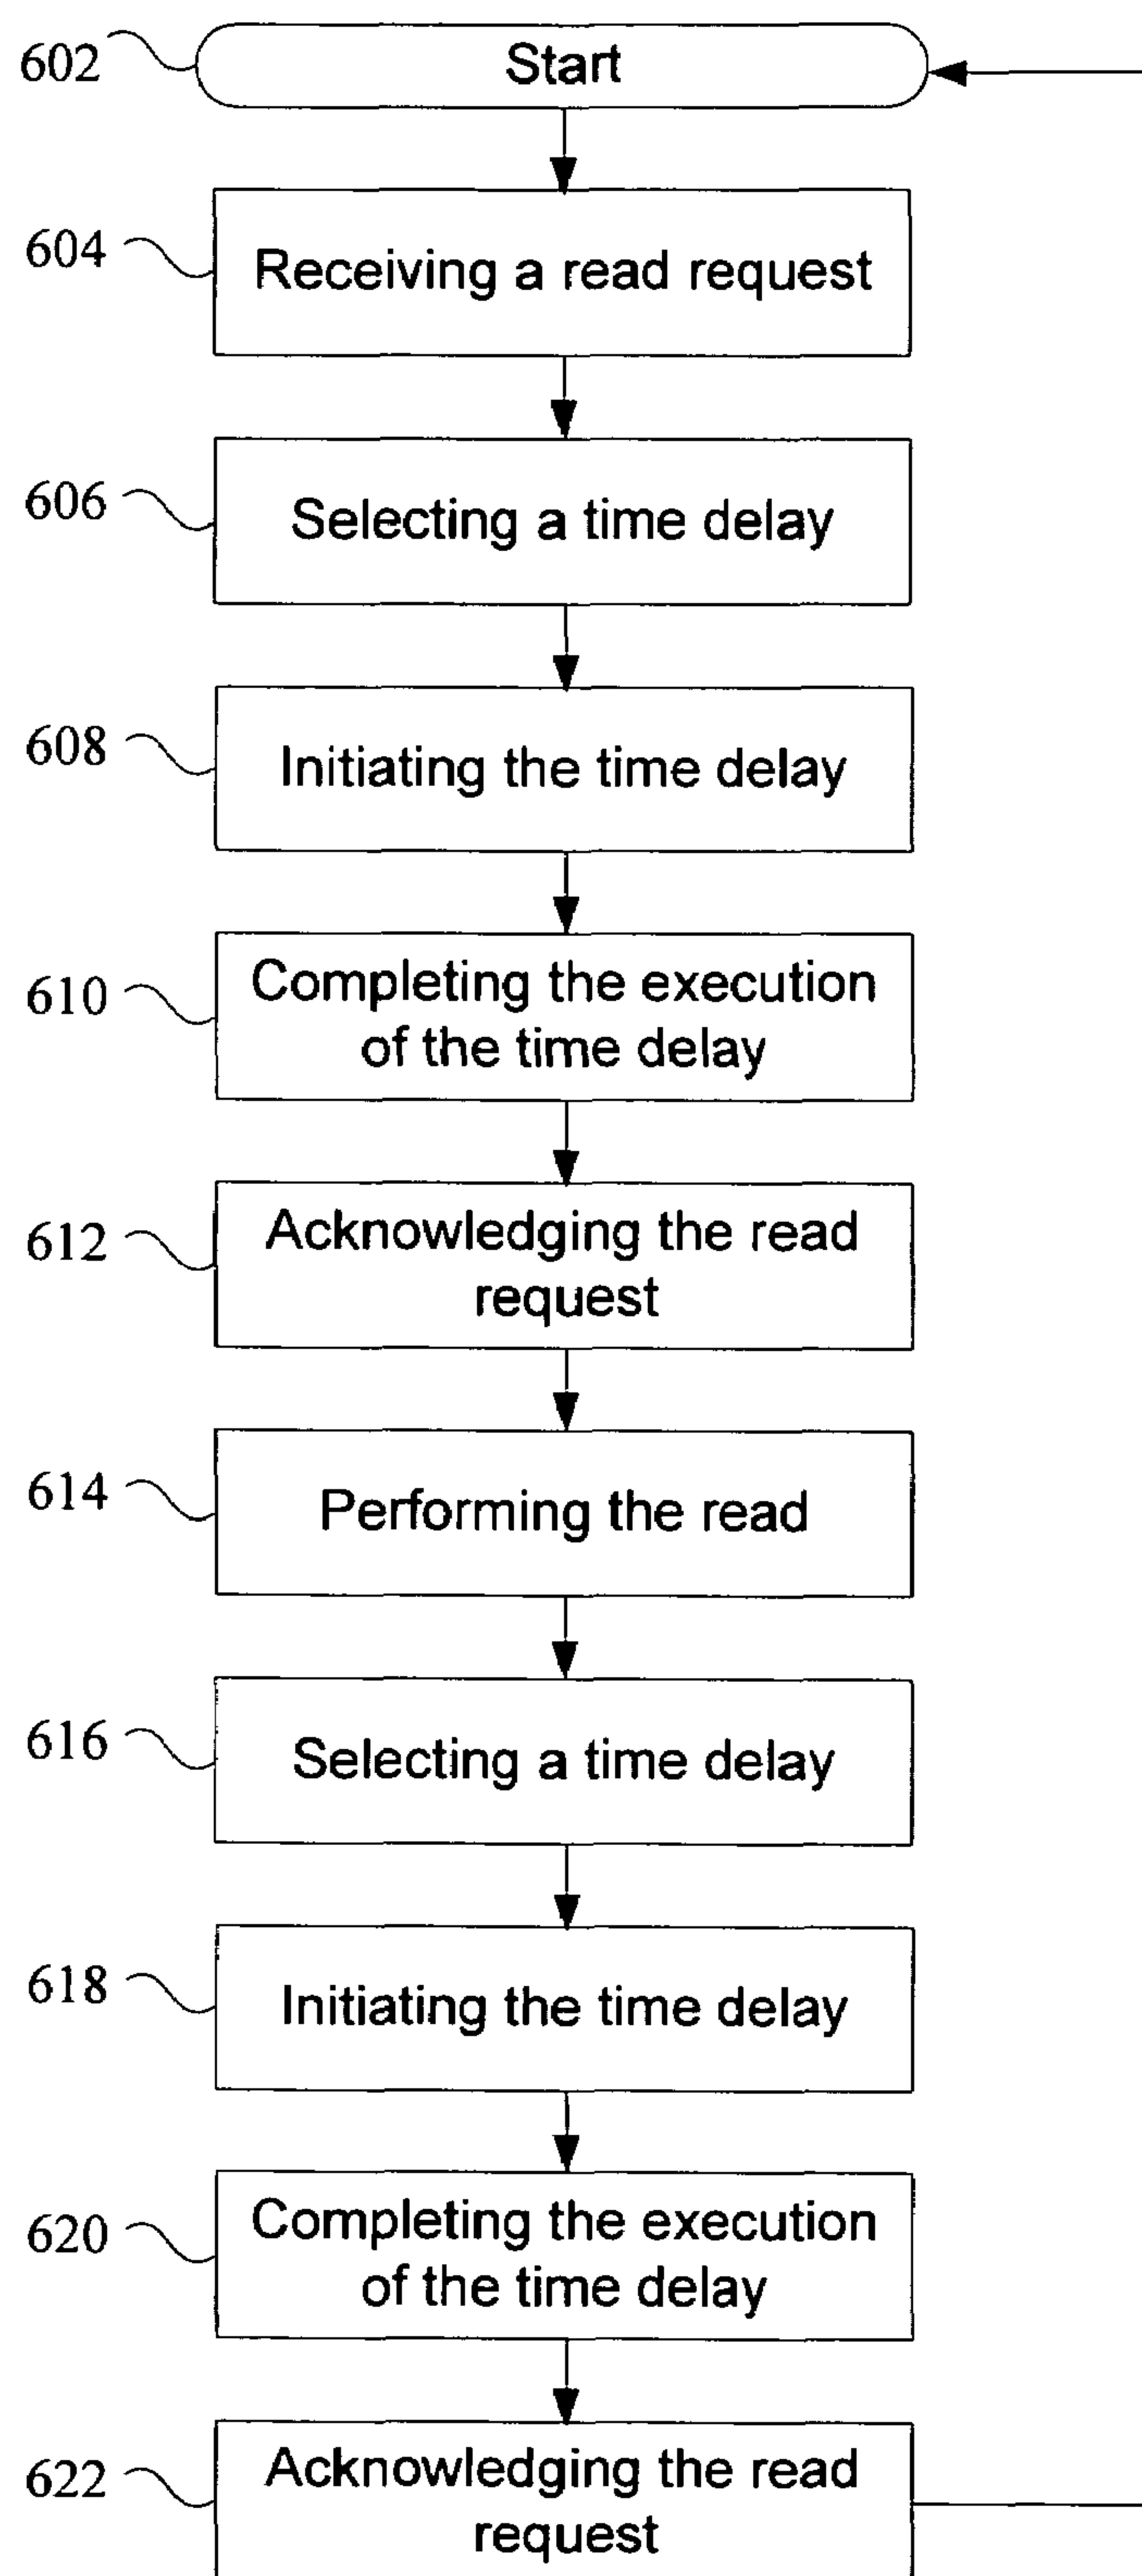 602
Start
604
Receiving a read request
606
Selecting a time delay
608
Initiating the time delay
610
Completing the execution
of the time delay
612
Acknowledging the read
request
614
Performing the read
616
Selecting a time delay
618
Initiating the time delay
620
Completing the execution
of the time delay
622
Acknowledging the read
request